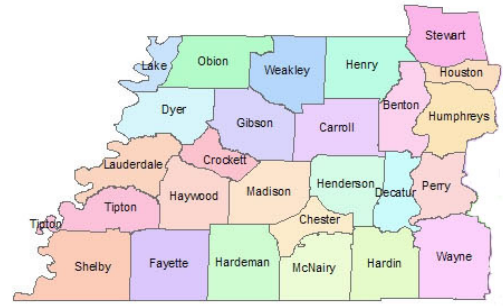 Stewart
Lake
Obion
Weakley
Henry
Houston
Benton
Dyer
Gibson
Carroll
Humphreys
Lauderdale
Crockett
Haywood
Madison
Henderson
Decatur
Perry
Tipton
Tipton
Chester
Shelby
Fayette
Hardeman
McNairy
Hardin
Wayne